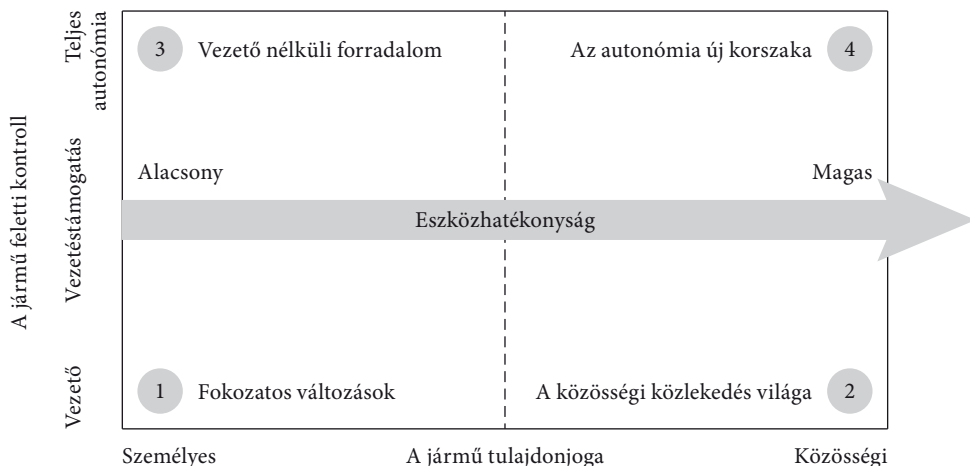 A jármű feletti kontroll
Teljes
autonómia
Vezetéstámogatás
Vezető
3 Vezető nélküli forradalom
Az autonómia új korszaka 4
Alacsony
Magas
Eszközhatékonyság
1 Fokozatos változások
A közösségi közlekedés világa 2
Személyes
A jármű tulajdonjoga
Közösségi